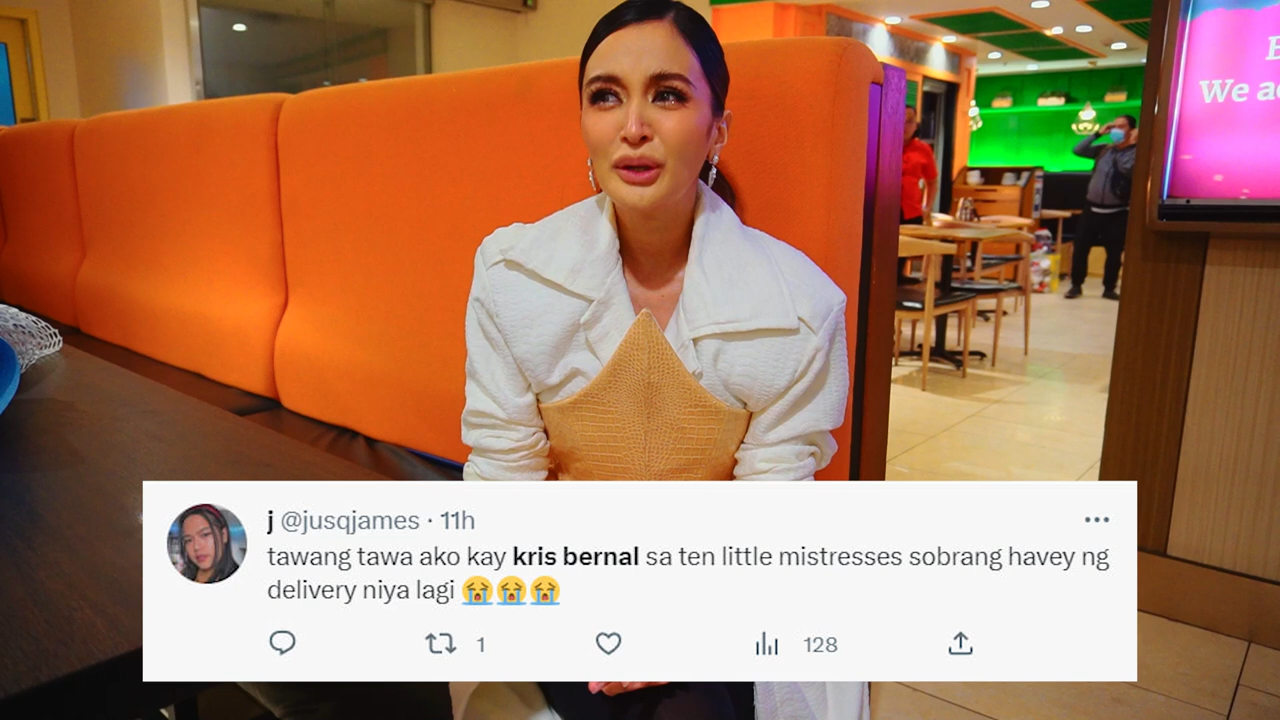 E
We ac
j @jusqjames · 11h
tawang tawa ako kay kris bernal sa ten little mistresses sobrang havey ng
delivery niya lagi 😭😭😭
1
128